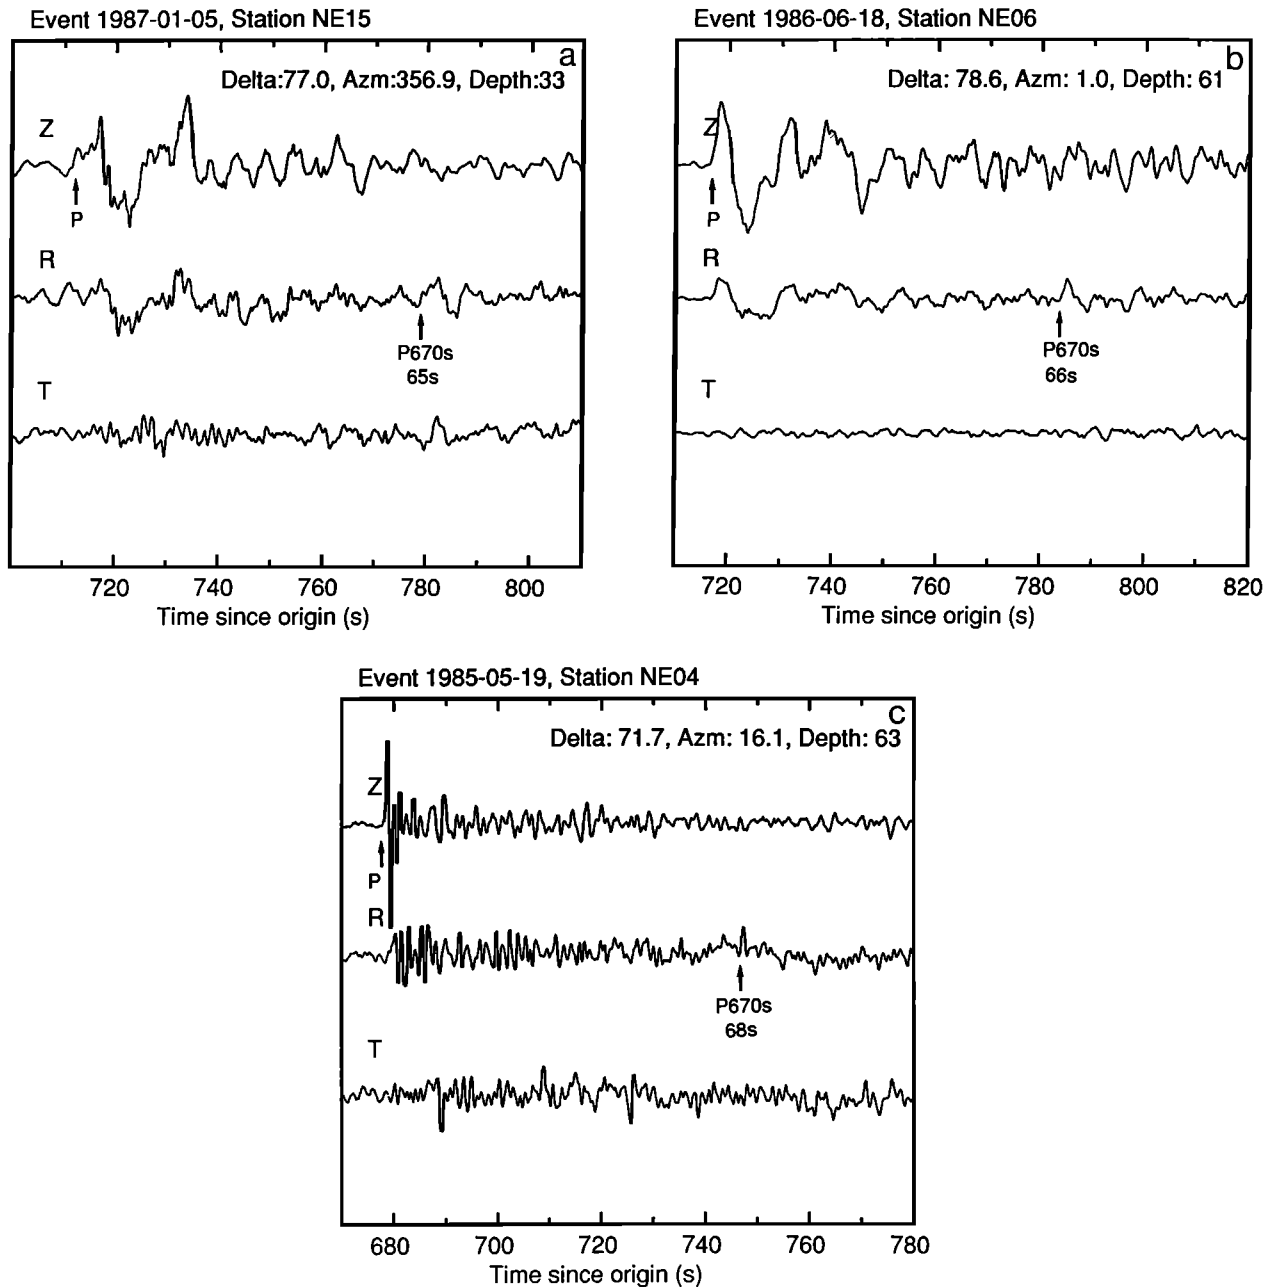 Event 1987-01-05, Station NE15
a
Delta:77.0, Azm:356.9, Depth:33
Z
P
R
P670s
65s
T
720 740 760 780 800
Time since origin (s)
Event 1986-06-18, Station NE06
b
Delta: 78.6, Azm: 1.0, Depth: 61
Z
P
R
P670s
66s
T
720 740 760 780 800 820
Time since origin (s)
Event 1985-05-19, Station NE04
c
Delta: 71.7, Azm: 16.1, Depth: 63
Z
P
R
P670s
68s
T
680 700 720 740 760 780
Time since origin (s)